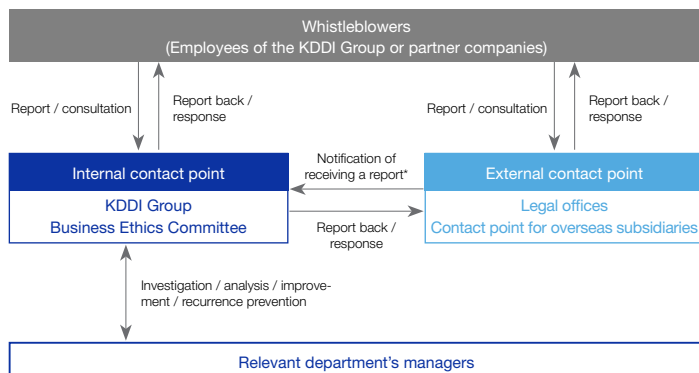 Whistleblowers
(Employees of the KDDI Group or partner companies)
Report / consultation
Report back /
response
Report / consultation
Report back /
response
Internal contact point
KDDI Group
Business Ethics Committee
Notification of
receiving a report*
Report back /
response
External contact point
Legal offices
Contact point for overseas subsidiaries
Investigation / analysis / improve-
ment / recurrence prevention
Relevant department's managers